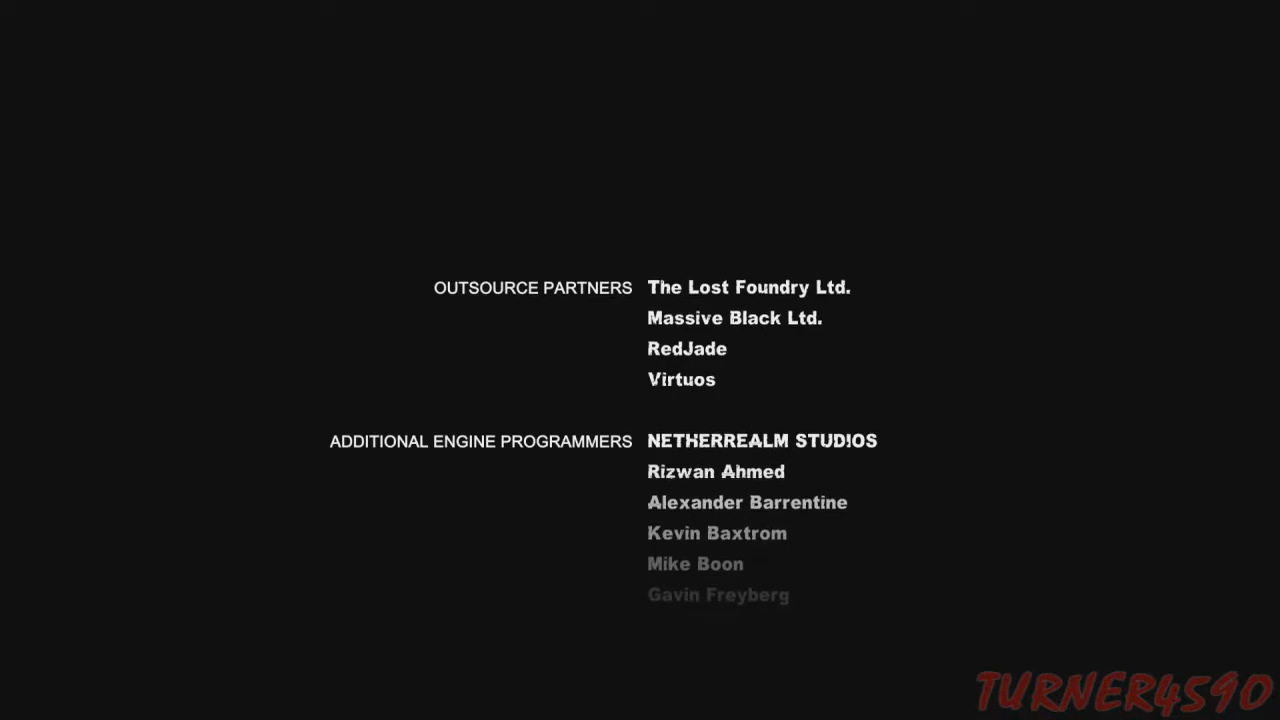 OUTSOURCE PARTNERS The Lost Foundry Ltd.
Massive Black Ltd.
RedJade
Virtuos
ADDITIONAL ENGINE PROGRAMMERS NETHERREALM STUDIOS
Rizwan Ahmed
Alexander Barrentine
Kevin Baxtrom
Mike Boon
Gavin Freyberg
TURNER4590